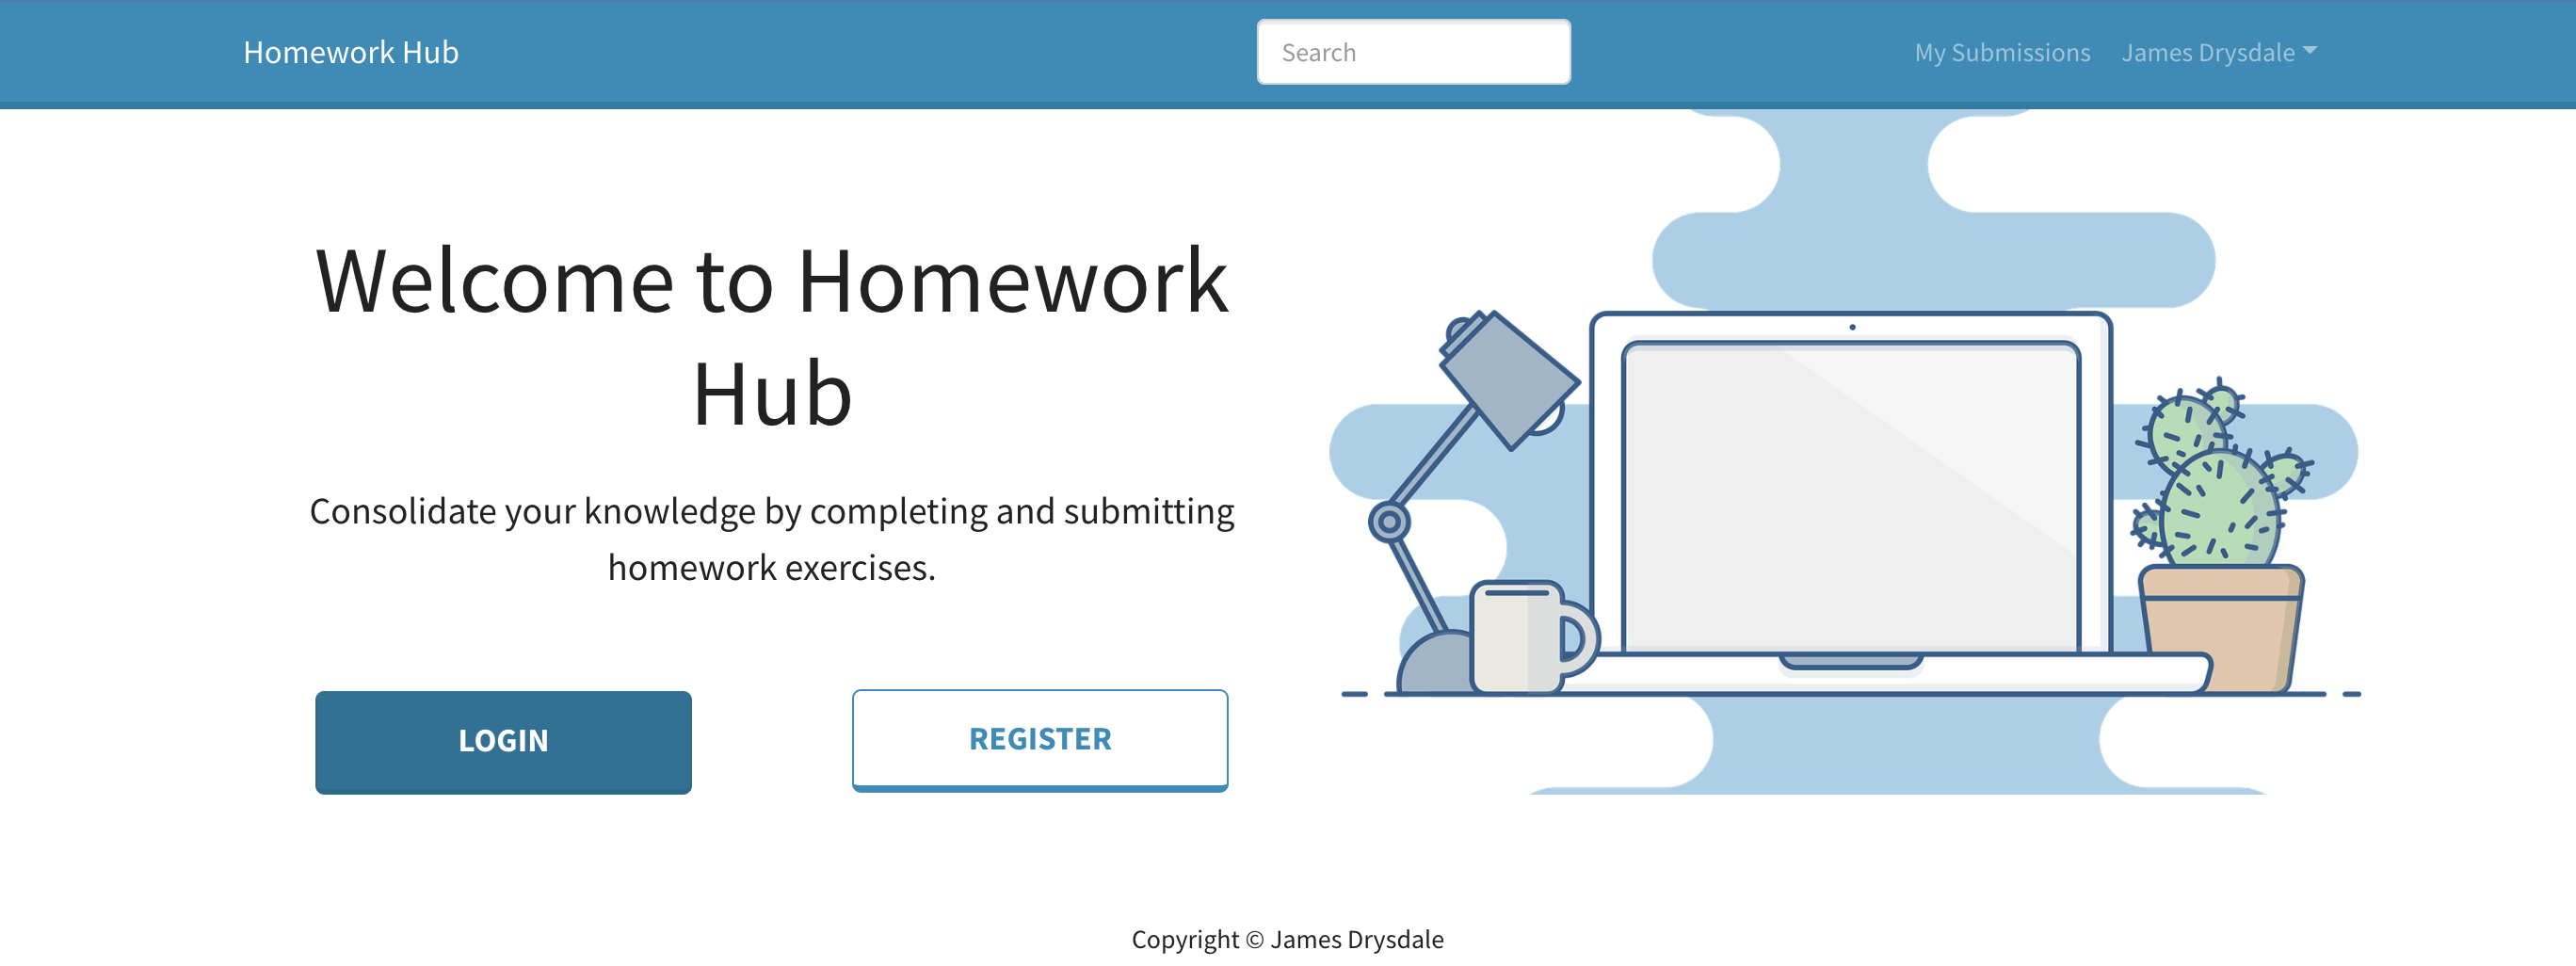 Homework Hub
Search
My Submissions
James Drysdale
Welcome to Homework
Hub
Consolidate your knowledge by completing and submitting
homework exercises.
LOGIN
REGISTER
Copyright © James Drysdale